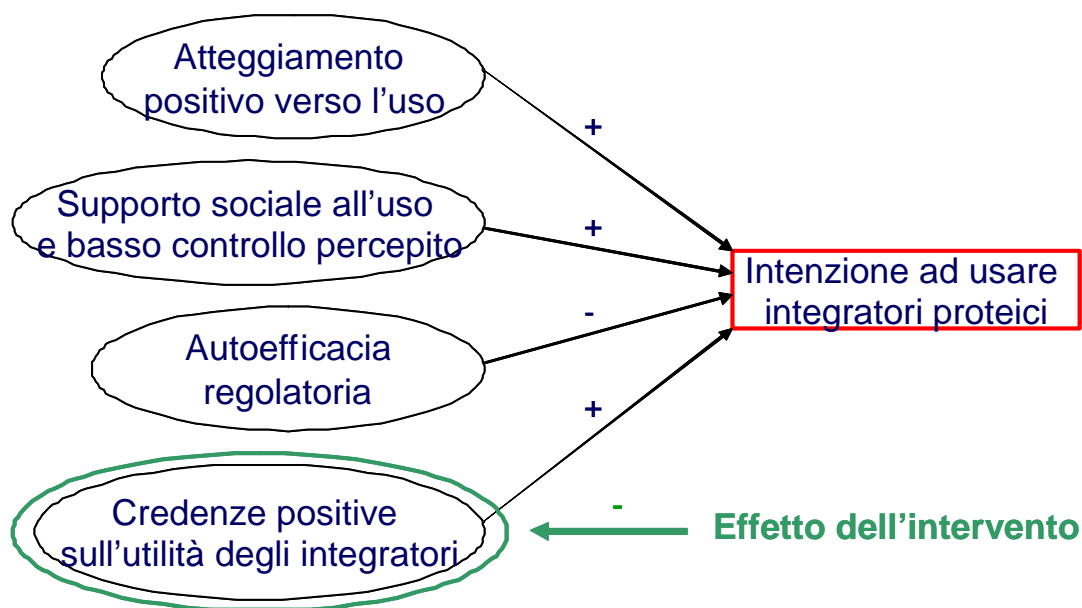 Atteggiamento
positivo verso l'uso
+
Supporto sociale all'uso
e basso controllo percepito
+
Intenzione ad usare
integratori proteici
-
Autoefficacia
regolatoria
+
Credenze positive
sull'utilità degli integratori
-
Effetto dell'intervento